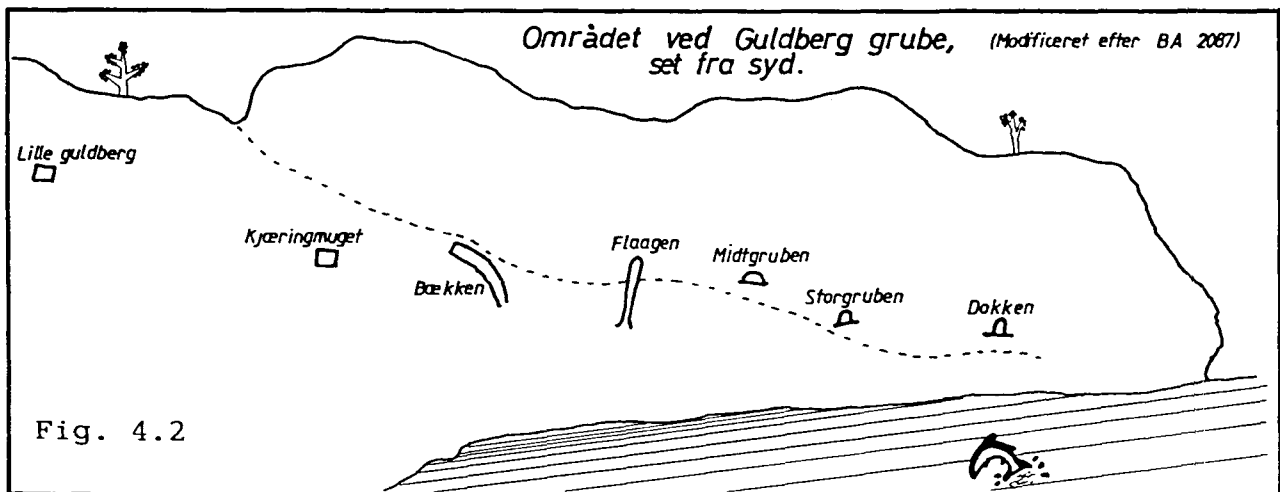 Området ved Guldberg grube, (Modificeret efter BA 2087)
set fra syd.
Lille guldberg
Kjæringmuget
Bækken
Flaagen
Midtgruben
Storgruben
Dokken
Fig. 4.2